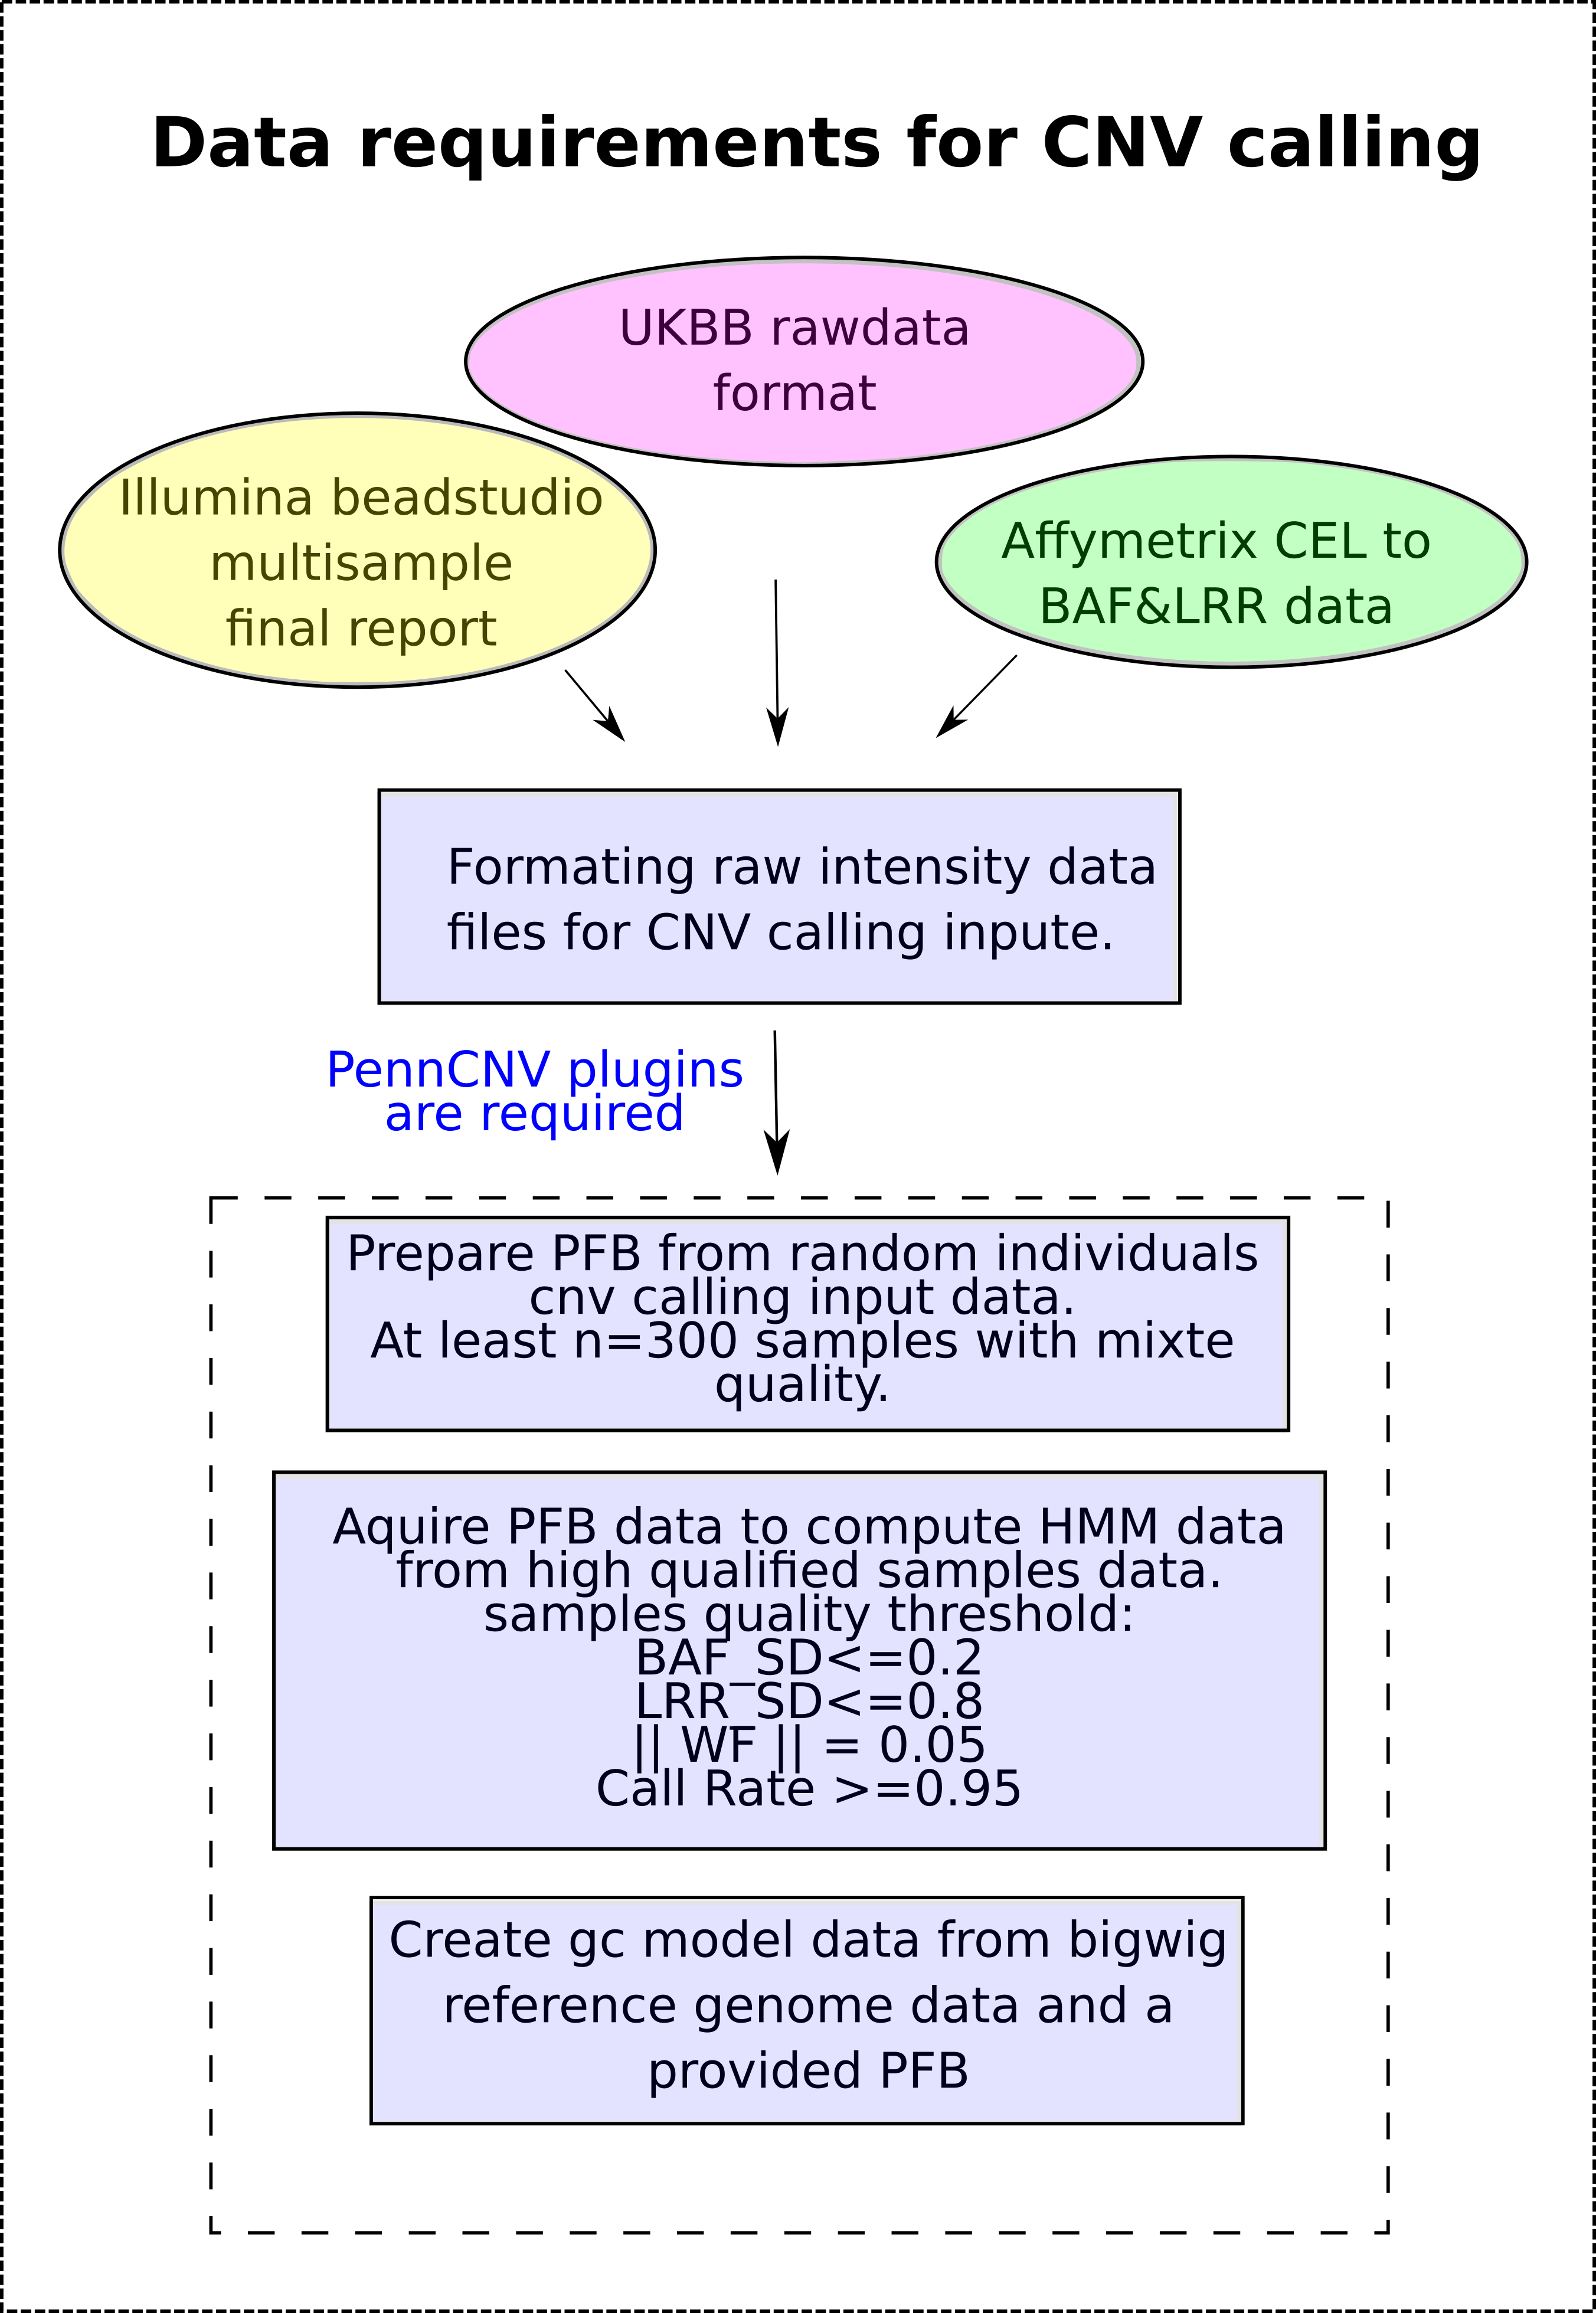 Data requirements for CNV calling
UKBB rawdata
format
Illumina beadstudio
multisample
final report
Affymetrix CEL to
BAF&LRR data
Formating raw intensity data
files for CNV calling inpute.
PennCNV plugins
are required
Prepare PFB from random individuals
cnv calling input data.
At least n=300 samples with mixte
quality.
Aquire PFB data to compute HMM data
from high qualified samples data.
samples quality threshold:
BAF_SD<=0.2
LRR_SD<=0.8
|| WF || = 0.05
Call Rate >=0.95
Create gc model data from bigwig
reference genome data and a
provided PFB